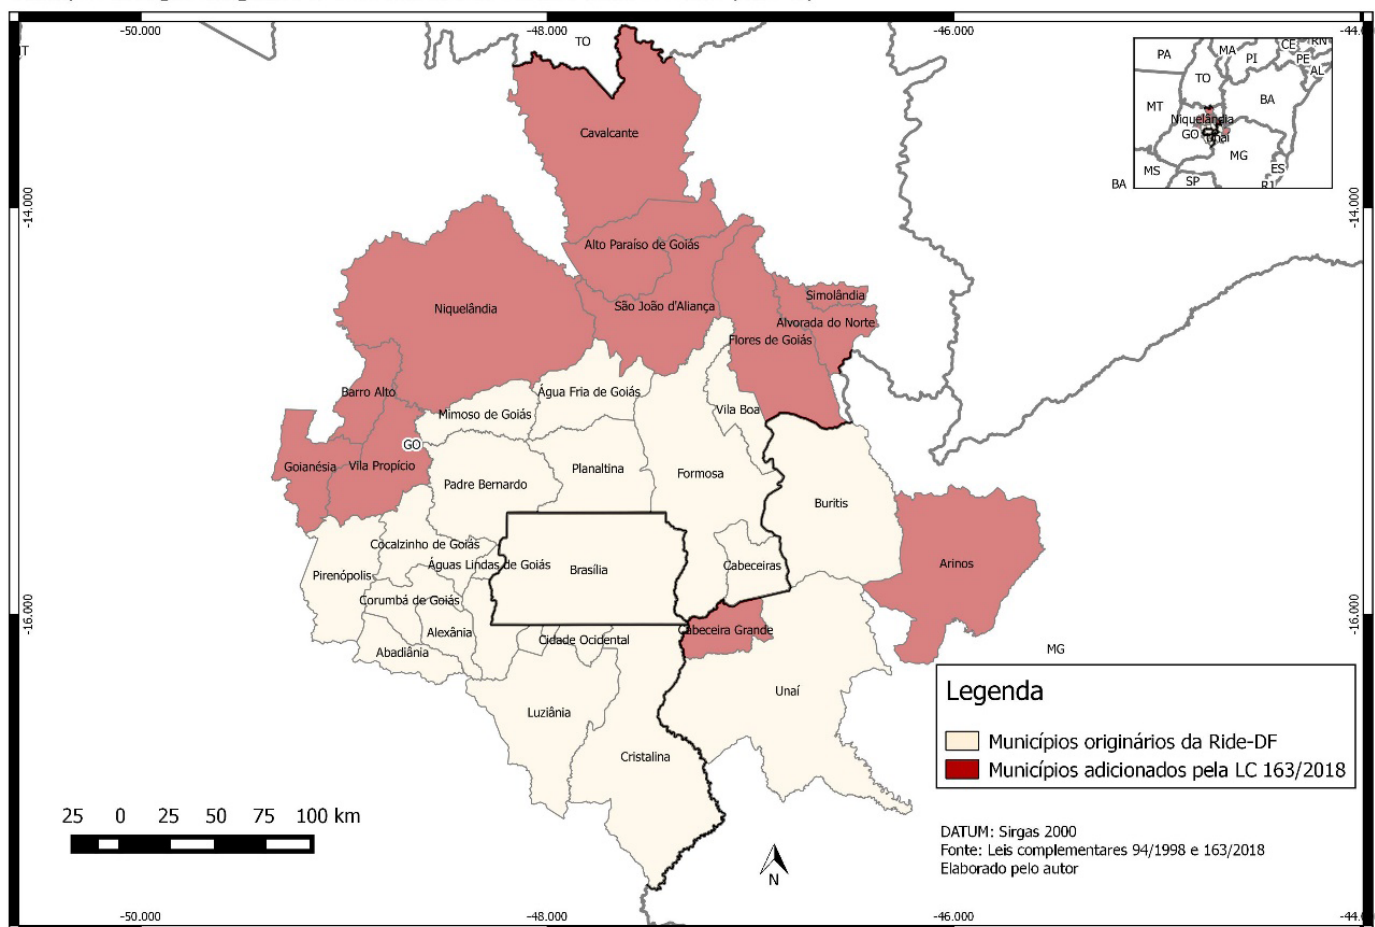 -50.000
-48.000
-46.000
-44.0
TO
Cavalcante
PA
MA
CE
RN
PI
PE
AL
TO
MT
BA
Niquelândia
GO
Unaí
MG
MS
ES
SP
RJ
BA
-14.000
-14.000
Alto Paraíso de Goiás
Niquelândia
São João d'Aliança
Simolândia
Alvorada do Norte
Flores de Goiás
Barro Alto
Água Fria de Goiás
Mimoso de Goiás
Vila Boa
GO
Goianésia
Vila Propício
Planaltina
Formosa
Padre Bernardo
Buritis
Cocalzinho de Goiás
Águas Lindas de Goiás
Brasília
Cabeceiras
Arinos
Pirenópolis
Corumbá de Goiás
-16.000
-16.000
Alexânia
Cidade Ocidental
Cabeceira Grande
Abadiânia
MG
Unaí
Luziânia
Cristalina
Legenda
Municípios originários da Ride-DF
Municípios adicionados pela LC 163/2018
25 0 25 50 75 100 km
DATUM: Sirgas 2000
Fonte: Leis complementares 94/1998 e 163/2018
Elaborado pelo autor
N
-50.000
-48.000
-46.000
-44.0